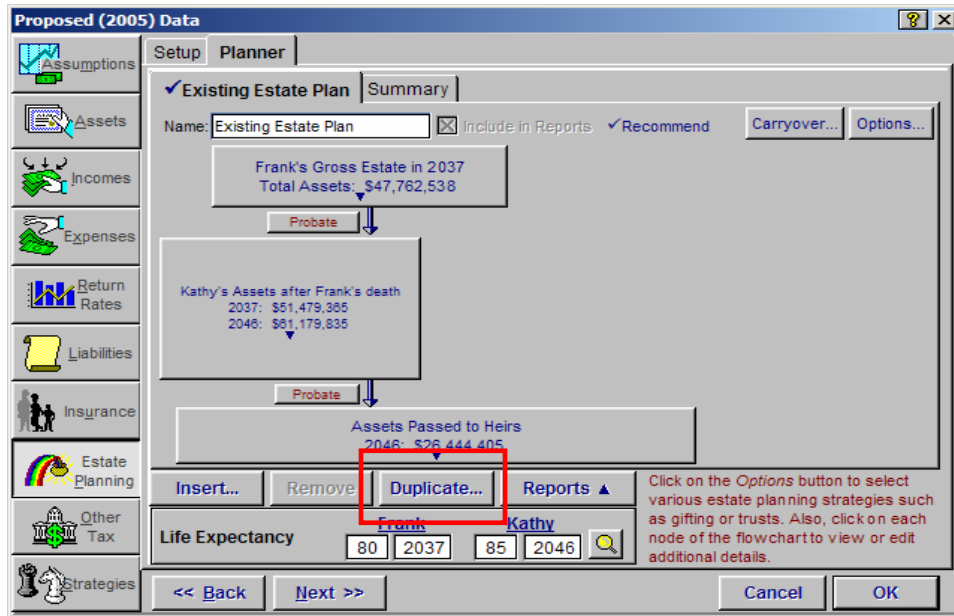 Proposed (2005) Data
Assumptions
Assets
Incomes
Expenses
Return
Rates
Liabilities
Insurance
Estate
Planning
Other
Tax
Strategies
Setup Planner
Existing Estate Plan Summary
Name: Existing Estate Plan Include in Reports Recommend Carryover... Options...
Frank's Gross Estate in 2037
Total Assets: $47,762,538
Probate
Kathy's Assets after Frank's death
2037: $51,479,365
2046: $61,179,835
Probate
Assets Passed to Heirs
2046: $26,444,405
Insert... Remove Duplicate... Reports
Click on the Options button to select
various estate planning strategies such
as gifting or trusts. Also, click on each
node of the flowchart to view or edit
additional details.
Frank Kathy
Life Expectancy 80 2037 85 2046
<< Back Next >> Cancel OK